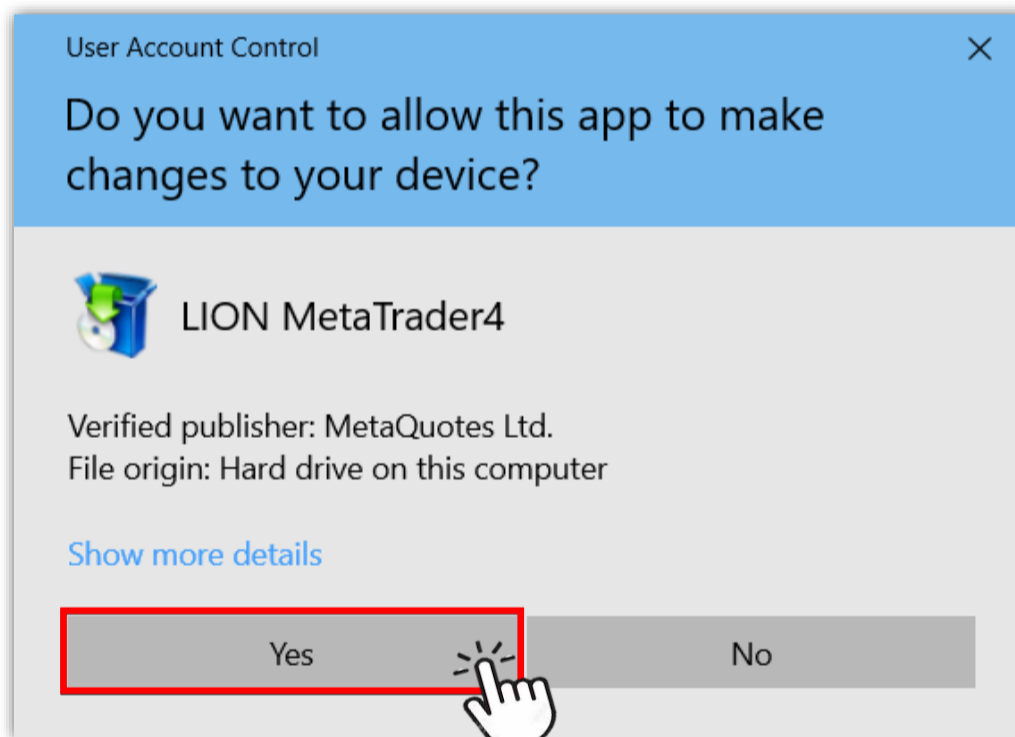 User Account Control
Do you want to allow this app to make
changes to your device?
LION MetaTrader4
Verified publisher: MetaQuotes Ltd.
File origin: Hard drive on this computer
Show more details
Yes
No